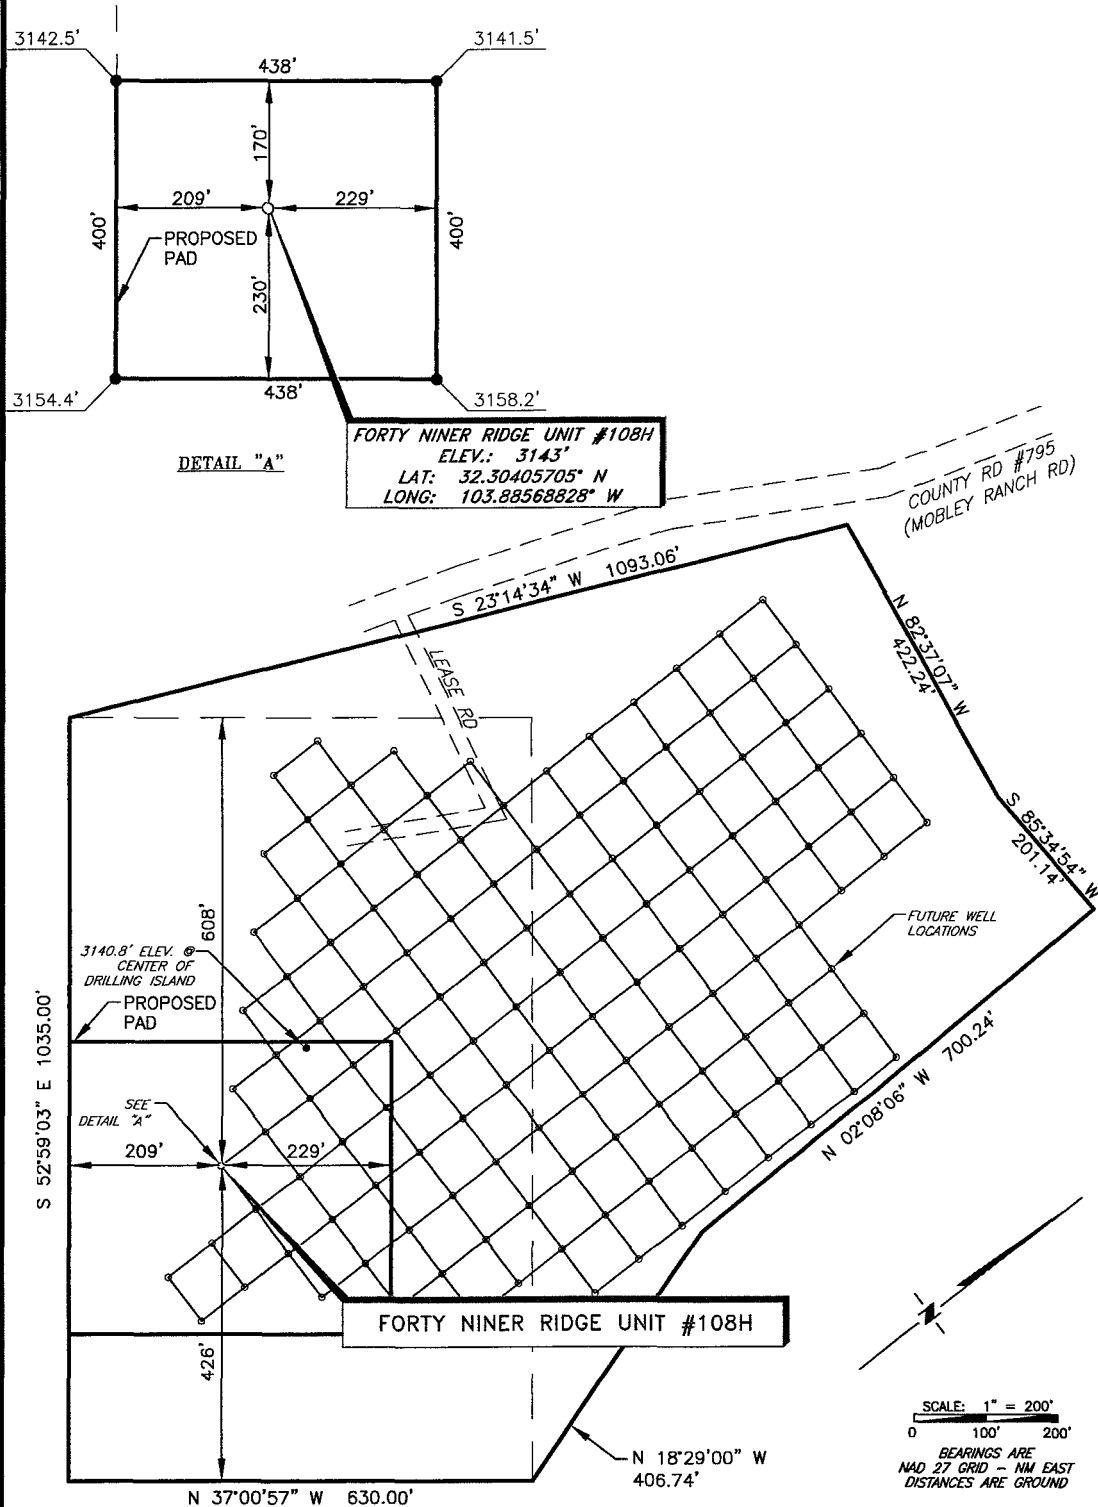 3142.5'
3141.5'
438'
170'
209'
229'
400'
400'
PROPOSED
PAD
230'
438'
3154.4'
3158.2'
DETAIL "A"
FORTY NINER RIDGE UNIT #108H
ELEV.: 3143'
LAT: 32.30405705° N
LONG: 103.88568828° W
COUNTY RD #795
(MOBLEY RANCH RD)
S 23°14'34" W 1093.06'
N 82°37'07" W
422.24'
LEASE RD
S 85°34'54" W
201.14'
FUTURE WELL
LOCATIONS
608'
3140.8' ELEV. @
CENTER OF
DRILLING ISLAND
PROPOSED
PAD
S 52°59'03" E 1035.00'
N 02°08'06" W 700.24'
SEE
DETAIL "A"
209'
229'
FORTY NINER RIDGE UNIT #108H
426'
N 18°29'00" W
406.74'
N 37°00'57" W 630.00'
SCALE: 1" = 200'
0 100' 200'
BEARINGS ARE
NAD 27 GRID - NM EAST
DISTANCES ARE GROUND